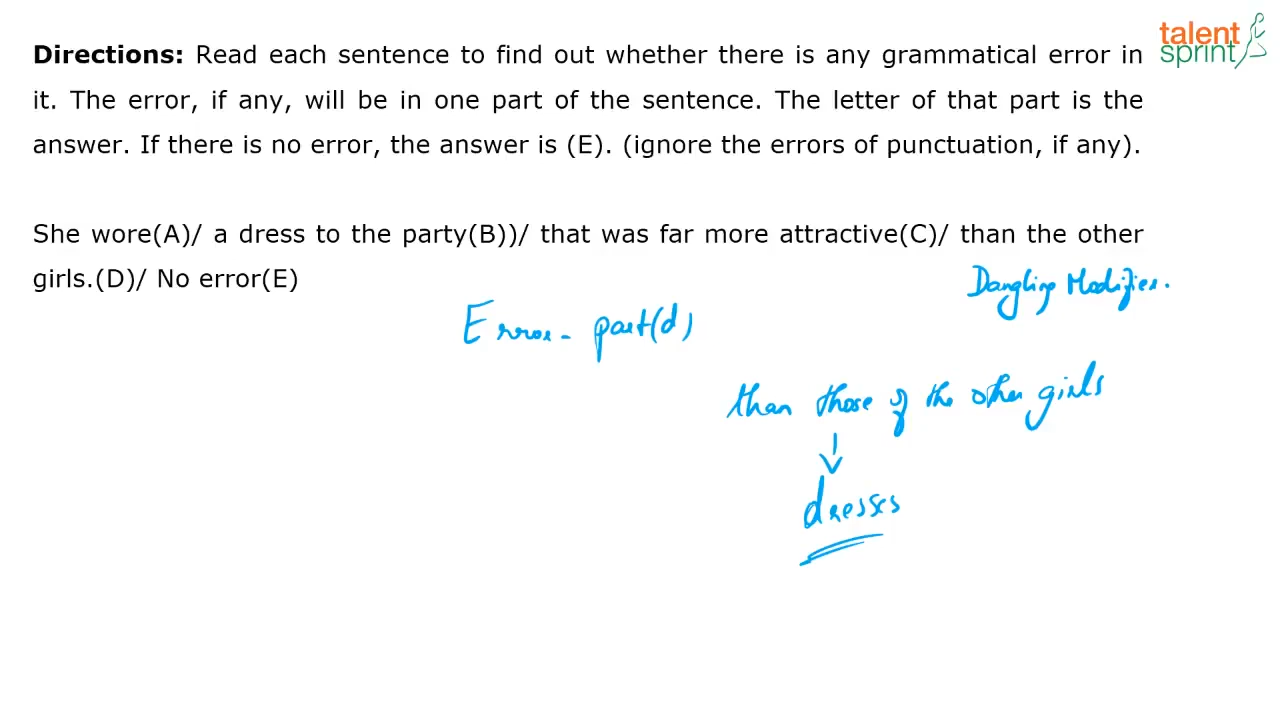 talent
sprint
Directions: Read each sentence to find out whether there is any grammatical error in
it. The error, if any, will be in one part of the sentence. The letter of that part is the
answer. If there is no error, the answer is (E). (ignore the errors of punctuation, if any).
She wore(A)/ a dress to the party(B))/ that was far more attractive(C)/ than the other
girls.(D)/ No error(E)
Dangling Modifier.
Error - part(d)
than those of the other girls
dresses